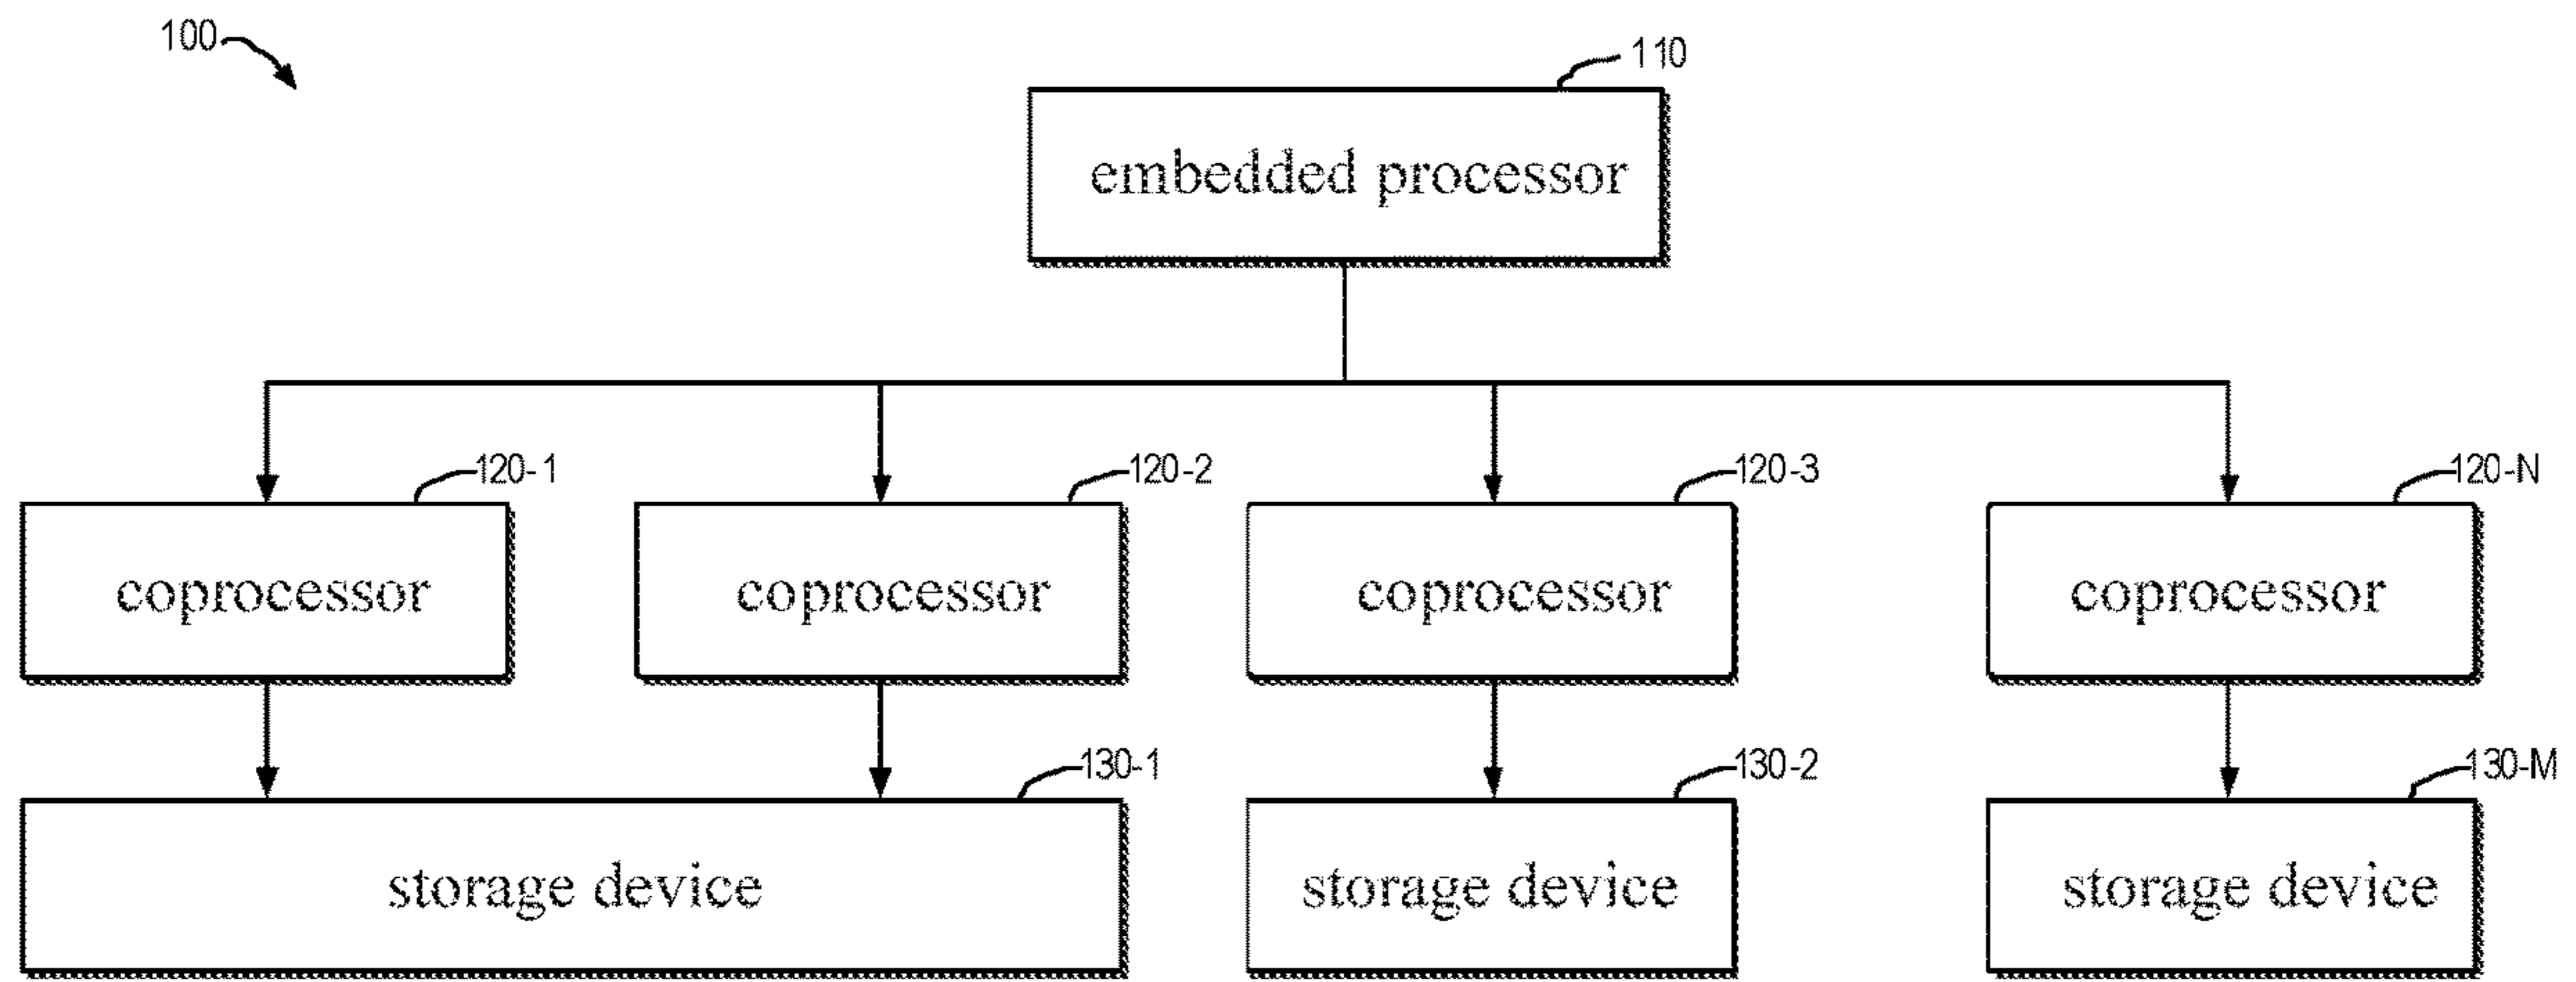 100
110
embedded processor
120-1
120-2
120-3
120-N
coprocessor
coprocessor
coprocessor
coprocessor
130-1
130-2
130-M
storage device
storage device
storage device